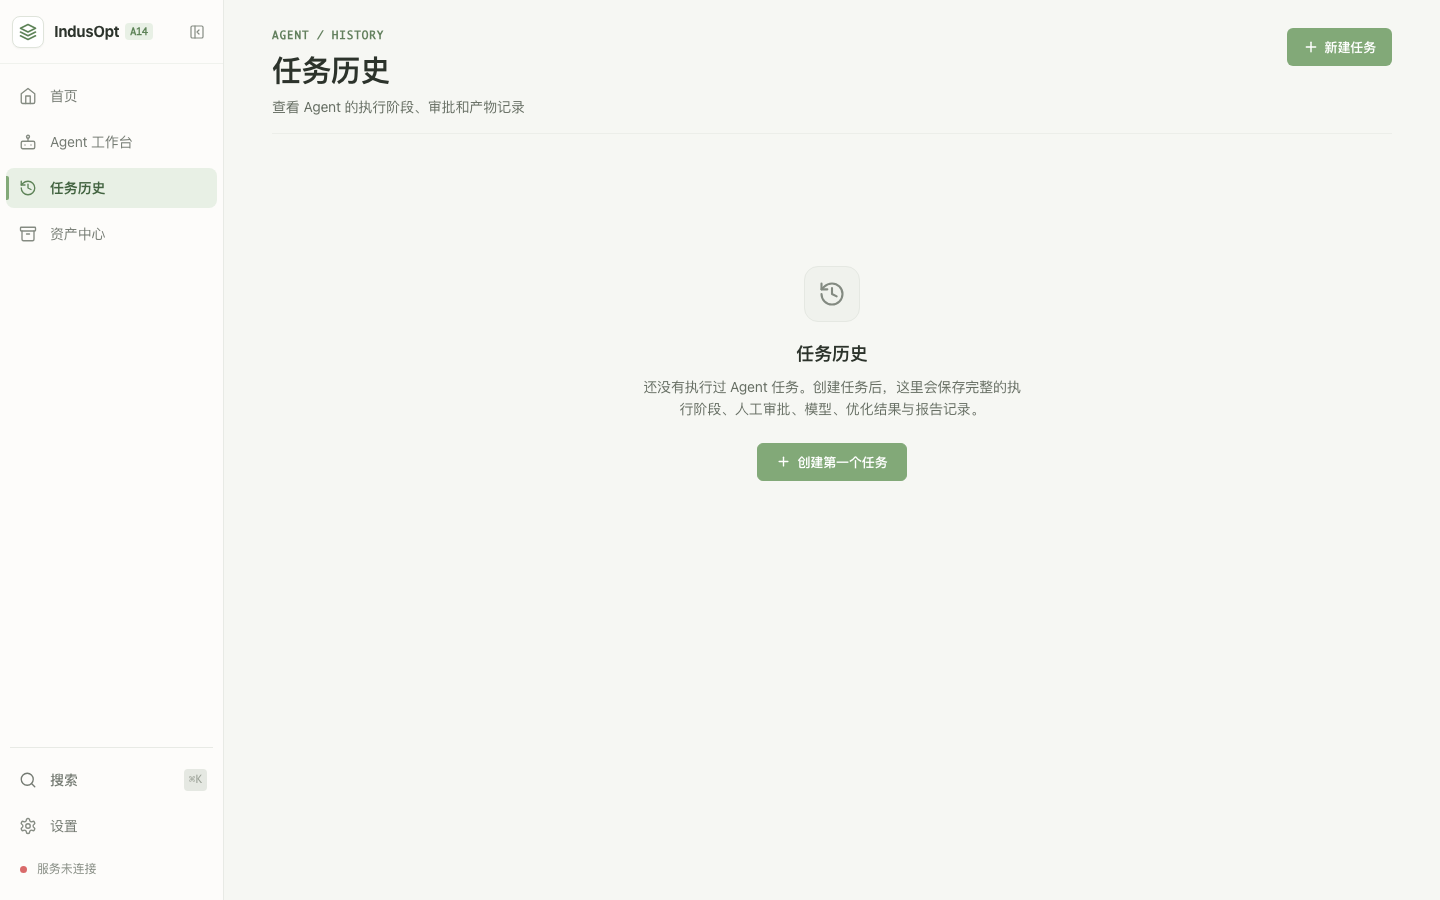 IndusOpt A14
首页
Agent 工作台
任务历史
资产中心
搜索 ⌘K
设置
服务未连接
AGENT / HISTORY
任务历史
查看 Agent 的执行阶段、审批和产物记录
新建任务
任务历史
还没有执行过 Agent 任务。创建任务后，这里会保存完整的执
行阶段、人工审批、模型、优化结果与报告记录。
创建第一个任务